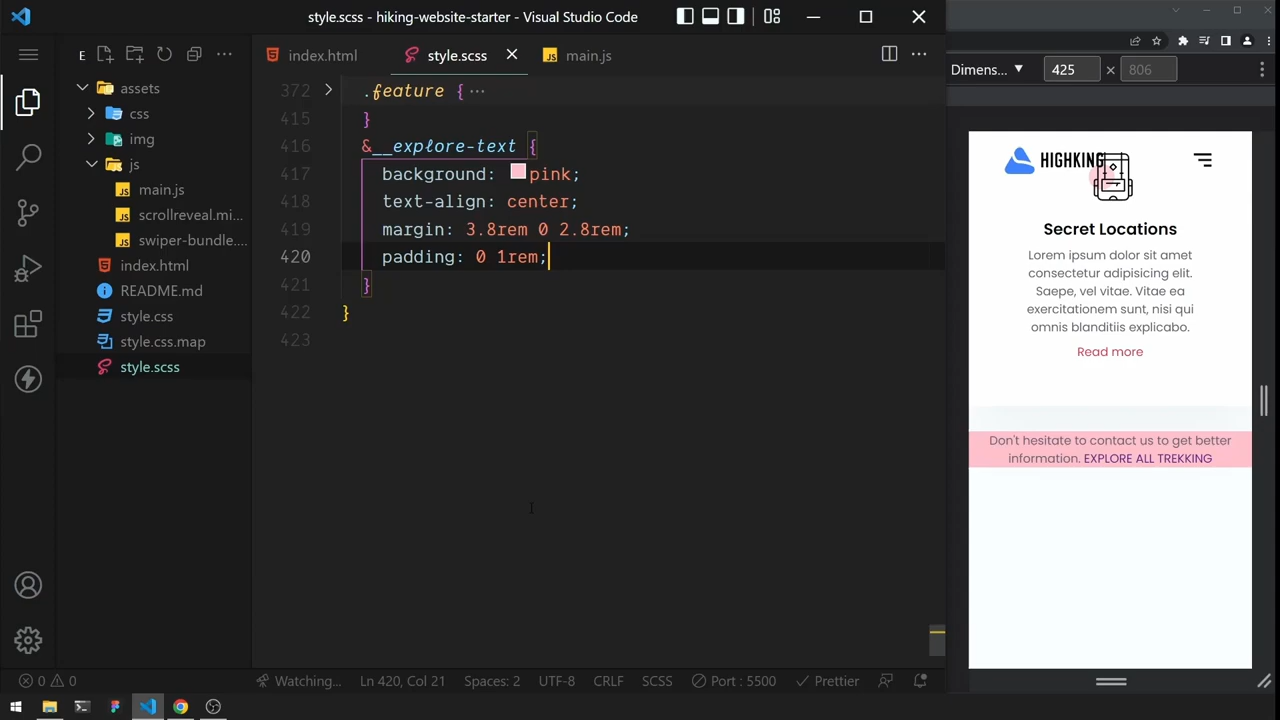 style.scss - hiking-website-starter - Visual Studio Code
E
assets
css
img
js
main.js
scrollreveal.mi...
swiper-bundle....
index.html
README.md
style.css
style.css.map
style.scss
index.html
style.scss
main.js
372 .feature {···
415 }
416 &__explore-text {
417 background: pink;
418 text-align: center;
419 margin: 3.8rem 0 2.8rem;
420 padding: 0 1rem;
421 }
422 }
423
0 0
Watching...
Ln 420, Col 21
Spaces: 2
UTF-8
CRLF
SCSS
Port : 5500
Prettier
Dimens...
425
×
806
HIGHKING
Secret Locations
Lorem ipsum dolor sit amet
consectetur adipisicing elit.
Saepe, vel vitae. Vitae ea
exercitationem sunt, nisi qui
omnis blanditiis explicabo.
Read more
Don't hesitate to contact us to get better
information. EXPLORE ALL TREKKING